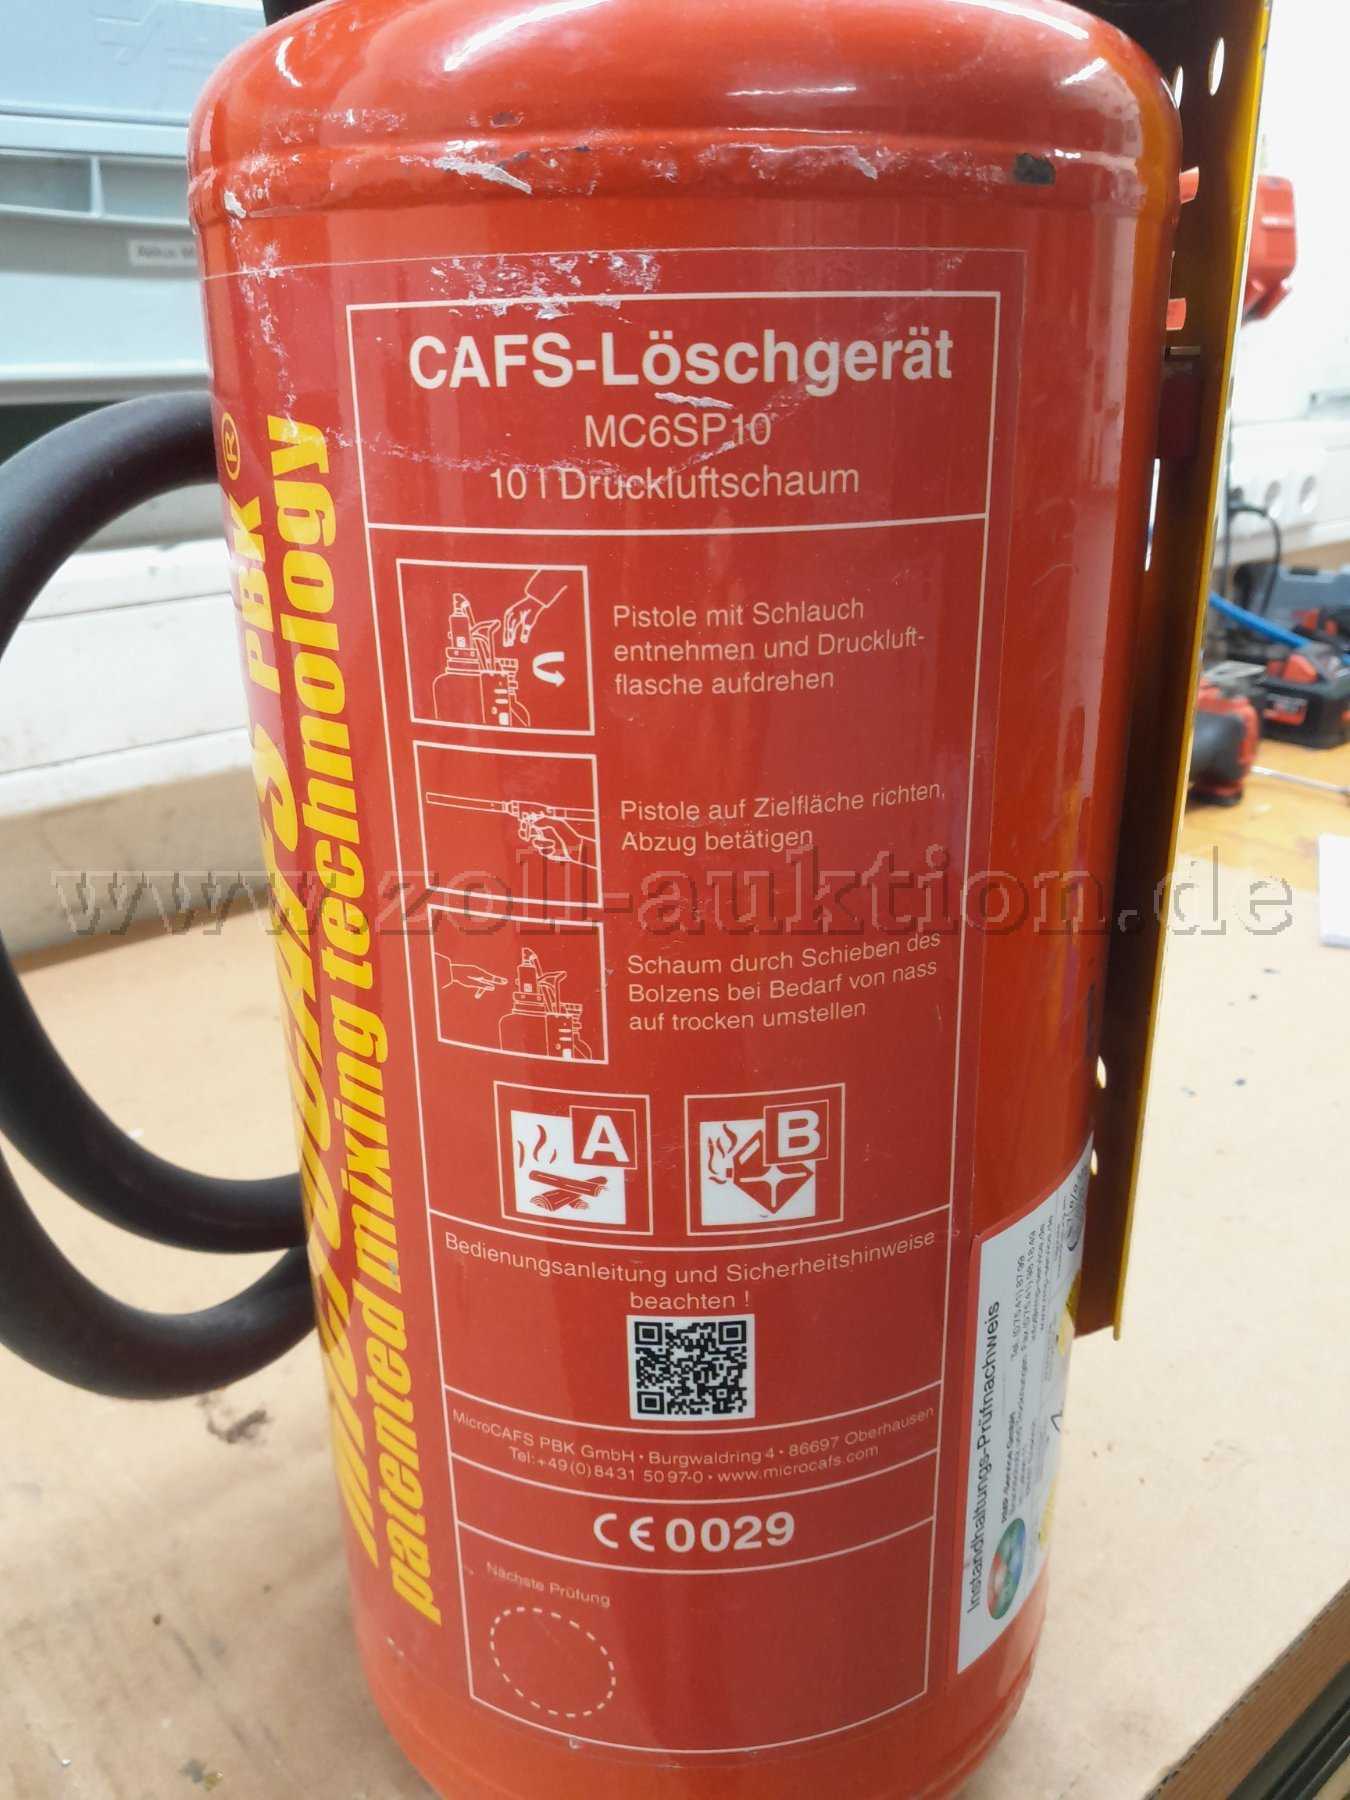 CAFS-Löschgerät
MC6SP10
10 l Druckluftschaum
Pistole mit Schlauch
entnehmen und Druckluft-
flasche aufdrehen
Pistole auf Zielfläche richten,
Abzug betätigen
www.zoll-auktion.de
Schaum durch Schieben des
Bolzens bei Bedarf von nass
auf trocken umstellen
A
B
Bedienungsanleitung und Sicherheitshinweise
beachten !
MicroCAFS PBK GmbH • Burgwaldring 4 • 86697 Oberhausen
Tel:+49(0)8431 5097-0 • www.microcafs.com
CE 0029
Nächste Prüfung
PBK®
patented mixing technology
Instandhaltungs-Prüfnachweis
RMP-Service GmbH